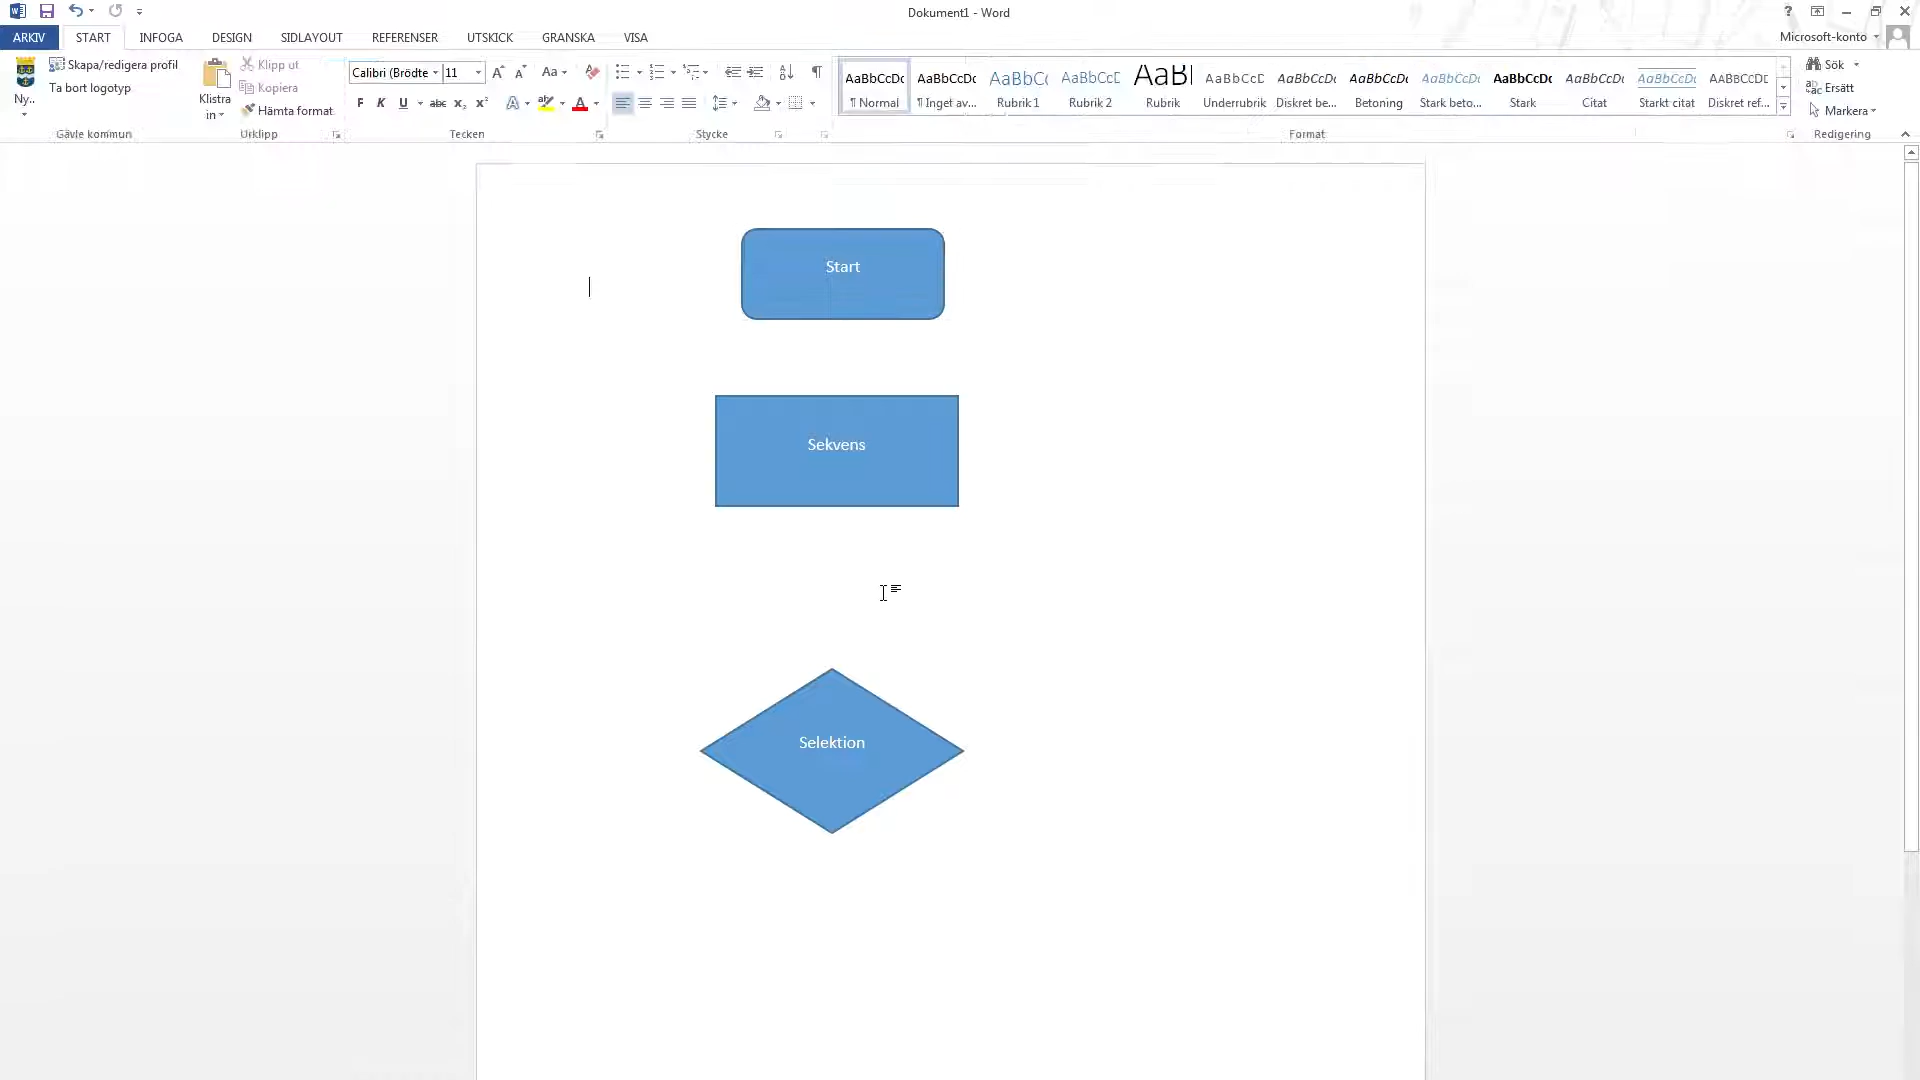 Dokument1 - Word
?
ARKIV START INFOGA DESIGN SIDLAYOUT REFERENSER UTSKICK GRANSKA VISA Microsoft-konto
Skapa/redigera profil
Ta bort logotyp
Ny..
Gävle kommun
Klistra
in
Klipp ut
Kopiera
Hämta format
Urklipp
Calibri (Brödte 11
Aa
F K U abc x₂ x²
Tecken
Stycke
AaBbCcDc AaBbCcDc AaBbC( AaBbCcE AaBl AaBbCcD AaBbCcDc AaBbCcDc AaBbCcDc AaBbCcDc AaBbCcDc AaBbCcDc AaBbCcDc
¶ Normal ¶ Inget av... Rubrik 1 Rubrik 2 Rubrik Underrubrik Diskret be... Betoning Stark beto... Stark Citat Starkt citat Diskret ref...
Format
Sök
Ersätt
Markera
Redigering
Start
Sekvens
Selektion